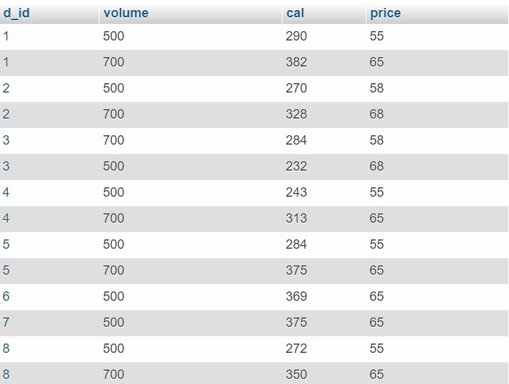 d_id volume cal price
1 500 290 55
1 700 382 65
2 500 270 58
2 700 328 68
3 700 284 58
3 500 232 68
4 500 243 55
4 700 313 65
5 500 284 55
5 700 375 65
6 500 369 65
7 500 375 65
8 500 272 55
8 700 350 65